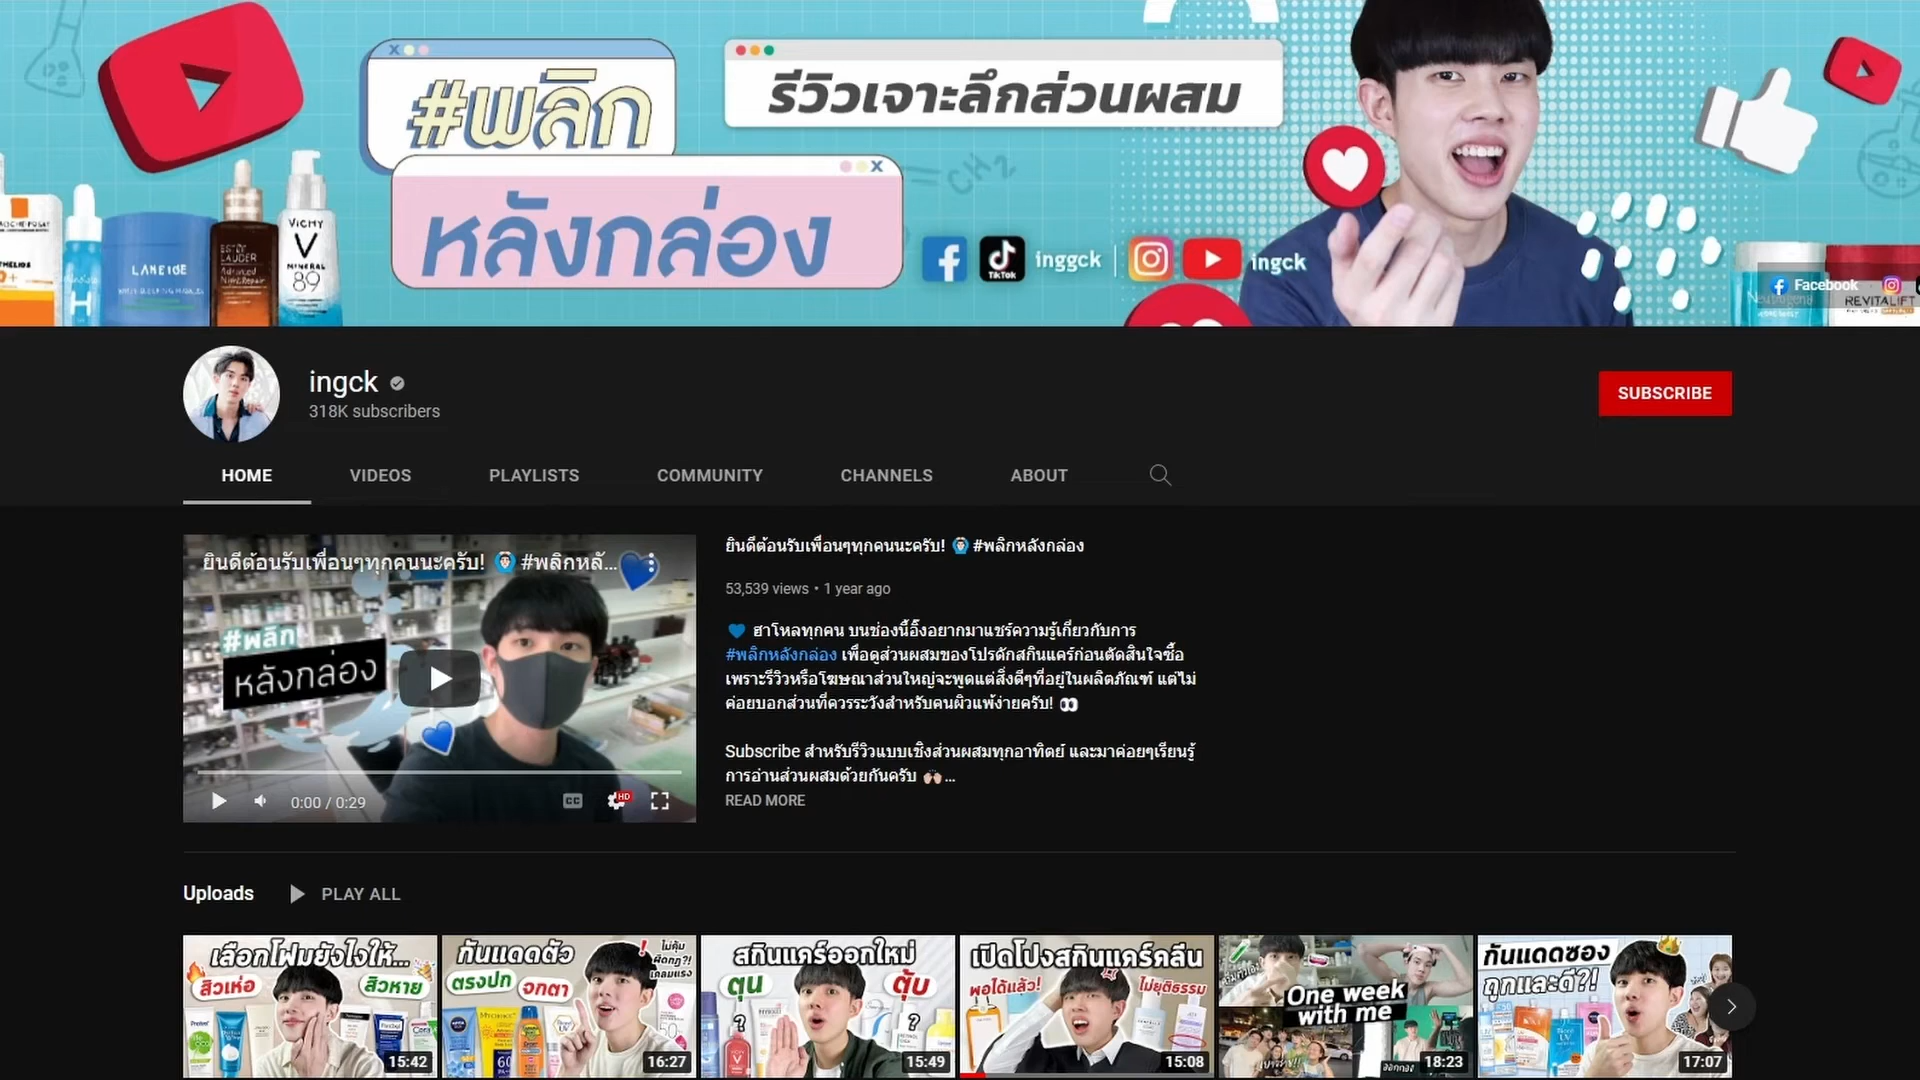 #พลิก
หลังกล่อง
รีวิวเจาะลึกส่วนผสม
inggck
ingck
TikTok
CH2
LANEIGE
ESTĒE
LAUDER
Advanced
Night Repair
VICHY
MINERAL
89
Facebook
REVITALIFT
ingck
318K subscribers
SUBSCRIBE
HOME
VIDEOS
PLAYLISTS
COMMUNITY
CHANNELS
ABOUT
ยินดีต้อนรับเพื่อนๆทุกคนนะครับ! #พลิกหลั...
#พลิก
หลังกล่อง
0:00 / 0:29
CC
HD
ยินดีต้อนรับเพื่อนๆทุกคนนะครับ! #พลิกหลังกล่อง
53,539 views • 1 year ago
ฮาโหลทุกคน บนช่องนี้อิ๊งอยากมาแชร์ความรู้เกี่ยวกับการ
#พลิกหลังกล่อง เพื่อดูส่วนผสมของโปรดักสกินแคร์ก่อนตัดสินใจซื้อ
เพราะรีวิวหรือโฆษณาส่วนใหญ่จะพูดแต่สิ่งดีๆที่อยู่ในผลิตภัณฑ์ แต่ไม่
ค่อยบอกส่วนที่ควรระวังสำหรับคนผิวแพ้ง่ายครับ!
Subscribe สำหรับรีวิวแบบเชิงส่วนผสมทุกอาทิตย์ และมาค่อยๆเรียนรู้
การอ่านส่วนผสมด้วยกันครับ ...
READ MORE
Uploads
PLAY ALL
เลือกโฟมยังไงให้...
สิวเห่อ
สิวหาย
15:42
กันแดดตัว
ตรงปก
จกตา
16:27
สกินแคร์ออกใหม่
ตุน
ตุ้บ
15:49
เปิดโปงสกินแคร์คลีน
พอได้แล้ว!
ไม่ยุติธรรม
15:08
One week
with me
18:23
กันแดดซอง
ถูกและดี?!
17:07